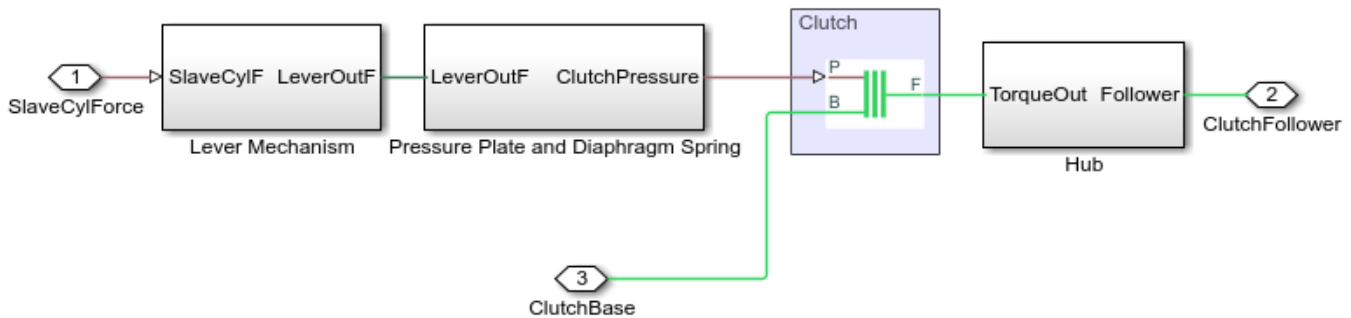 Clutch
1
SlaveCylForce
SlaveCylF LeverOutF
Lever Mechanism
LeverOutF ClutchPressure
Pressure Plate and Diaphragm Spring
P
B
F
TorqueOut Follower
Hub
2
ClutchFollower
3
ClutchBase